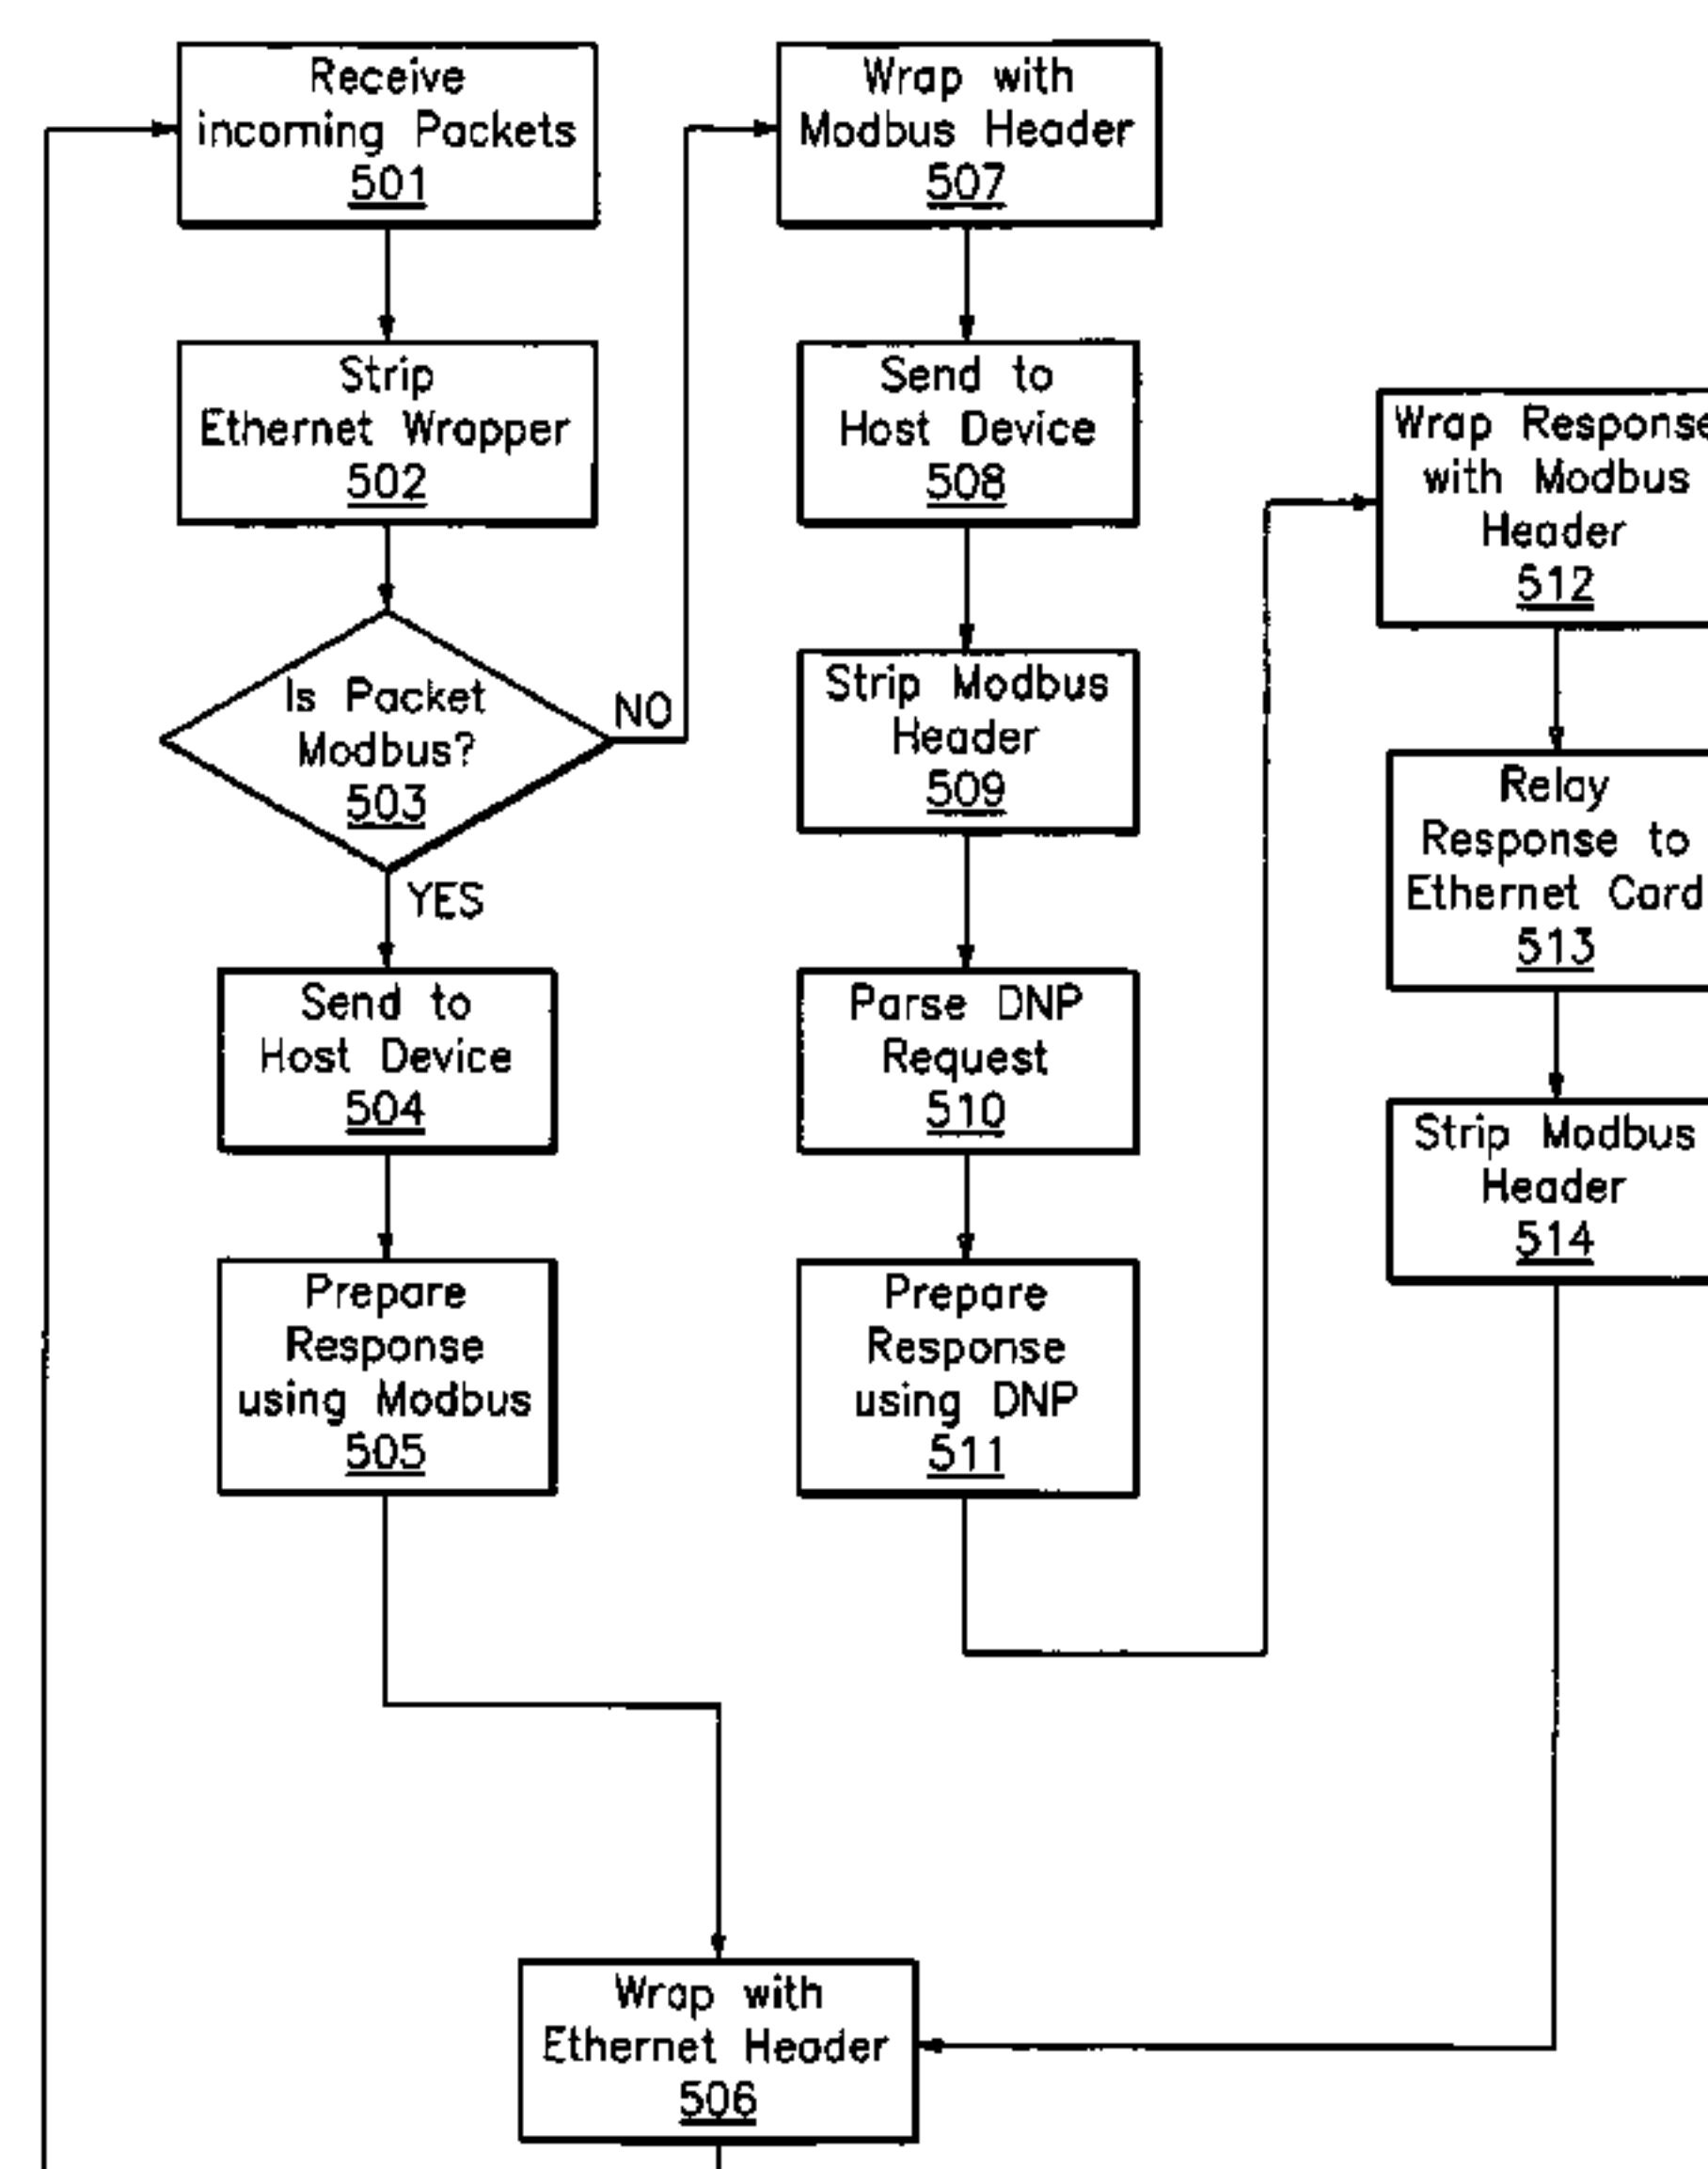 Receive
incoming Packets
501
Strip
Ethernet Wrapper
502
Is Packet
Modbus?
503
NO
YES
Send to
Host Device
504
Prepare
Response
using Modbus
505
Wrap with
Modbus Header
507
Send to
Host Device
508
Strip Modbus
Header
509
Parse DNP
Request
510
Prepare
Response
using DNP
511
Wrap Response
with Modbus
Header
512
Relay
Response to
Ethernet Card
513
Strip Modbus
Header
514
Wrap with
Ethernet Header
506